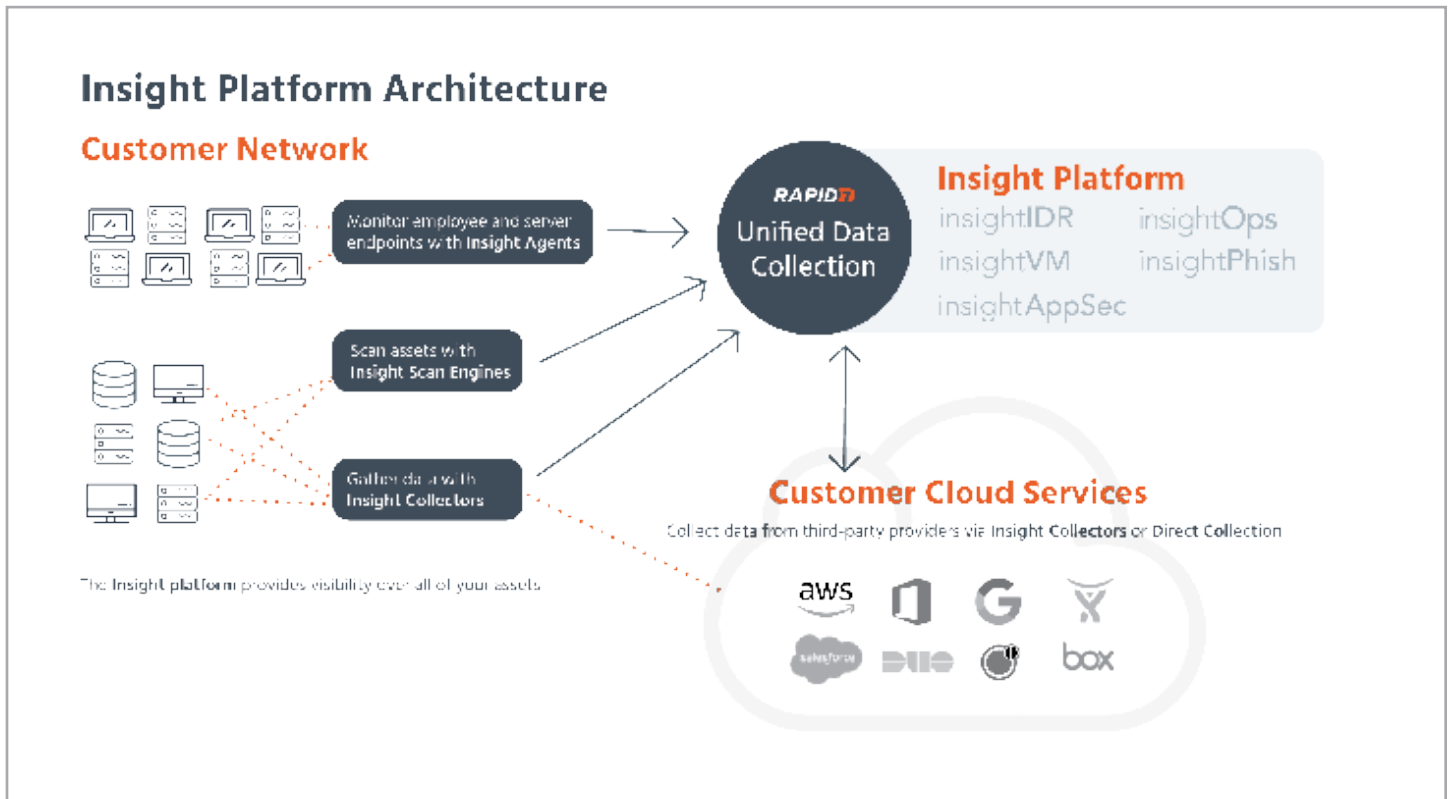 Insight Platform Architecture
Customer Network
Monitor employee and server
endpoints with Insight Agents
Scan assets with
Insight Scan Engines
Gather data with
Insight Collectors
The Insight platform provides visibility over all of your assets
RAPID7
Unified Data
Collection
Insight Platform
insightIDR
insightOps
insightVM
insightPhish
insightAppSec
Customer Cloud Services
Collect data from third-party providers via Insight Collectors or Direct Collection
aws
G
salesforce
DUO
box